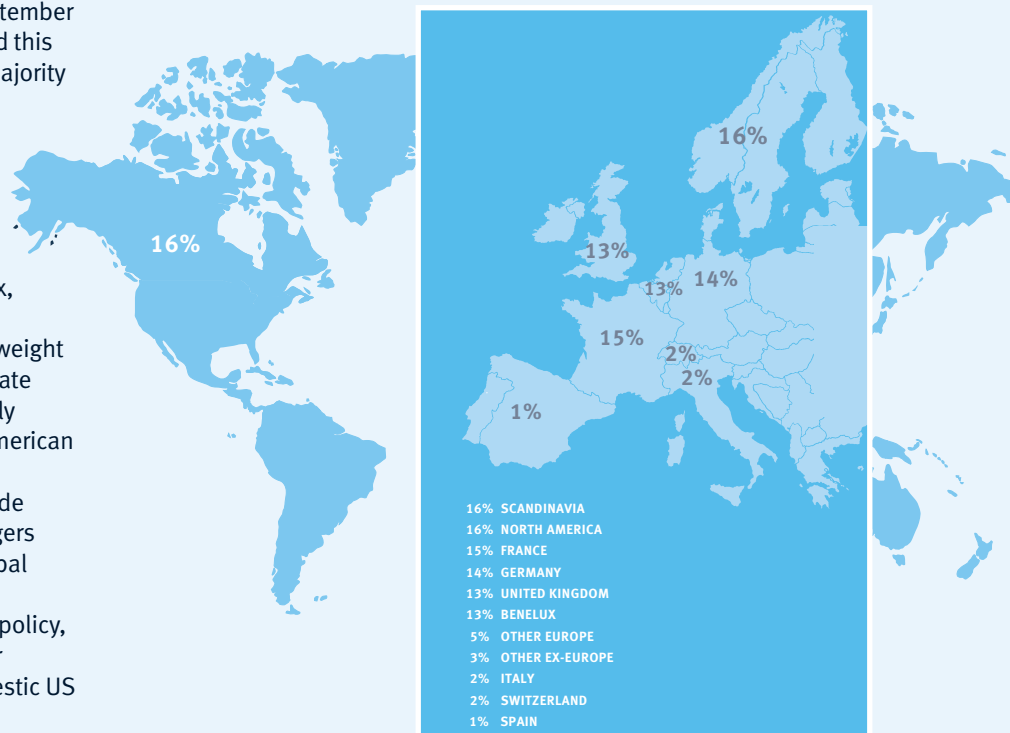 d this
ajority
x,
weight
ate
ly
merican
de
gers
policy,
estic US
16%
16%
13%
13%
14%
15%
2%
2%
1%
16% SCANDINAVIA
16% NORTH AMERICA
15% FRANCE
14% GERMANY
13% UNITED KINGDOM
13% BENELUX
5% OTHER EUROPE
3% OTHER EX-EUROPE
2% ITALY
2% SWITZERLAND
1% SPAIN